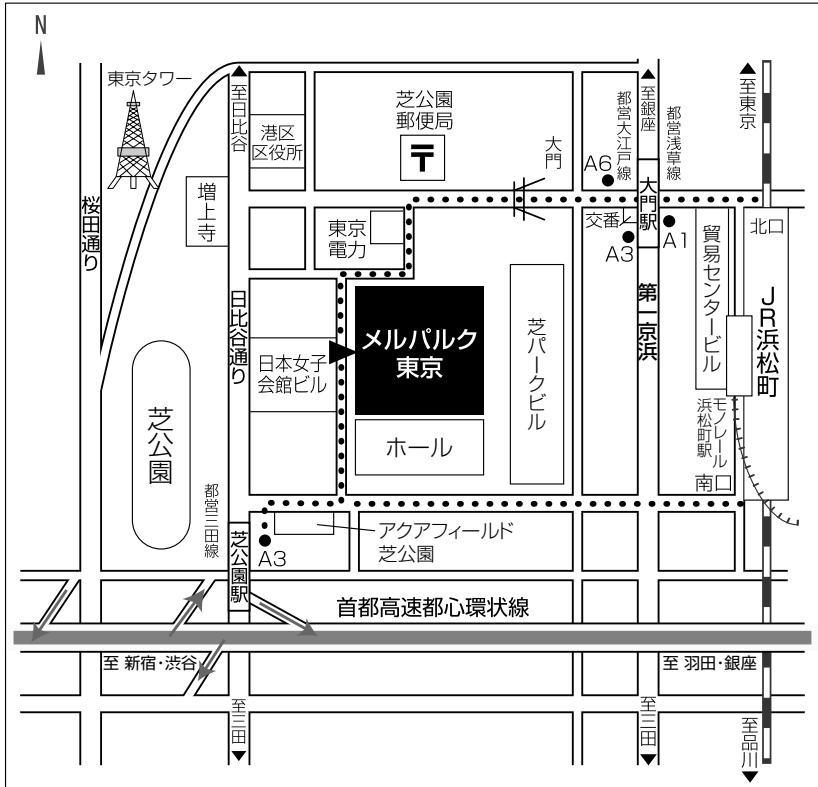 N
東京タワー
至日比谷
港区
区役所
芝公園
郵便局
〒
大門
都営大江戸線
至銀座
都営浅草線
至東京
A6
大門駅
桜田通り
増上寺
東京
電力
交番
A3
A1
貿易センタービル
北口
JR浜松町
日比谷通り
メルパルク
東京
芝パークビル
第一京浜
日本女子
会館ビル
芝公園
ホール
モノレール
浜松町駅
南口
都営三田線
芝公園駅
A3
アクアフィールド
芝公園
首都高速都心環状線
至 新宿・渋谷
至 羽田・銀座
至三田
至三田
至品川